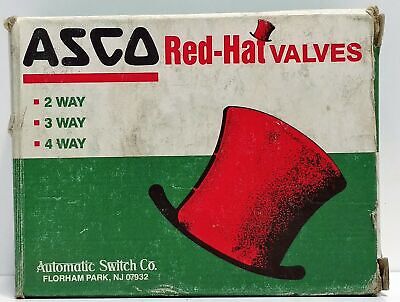 ASCO Red-Hat VALVES
2 WAY
3 WAY
4 WAY
Automatic Switch Co.
FLORHAM PARK, NJ 07932